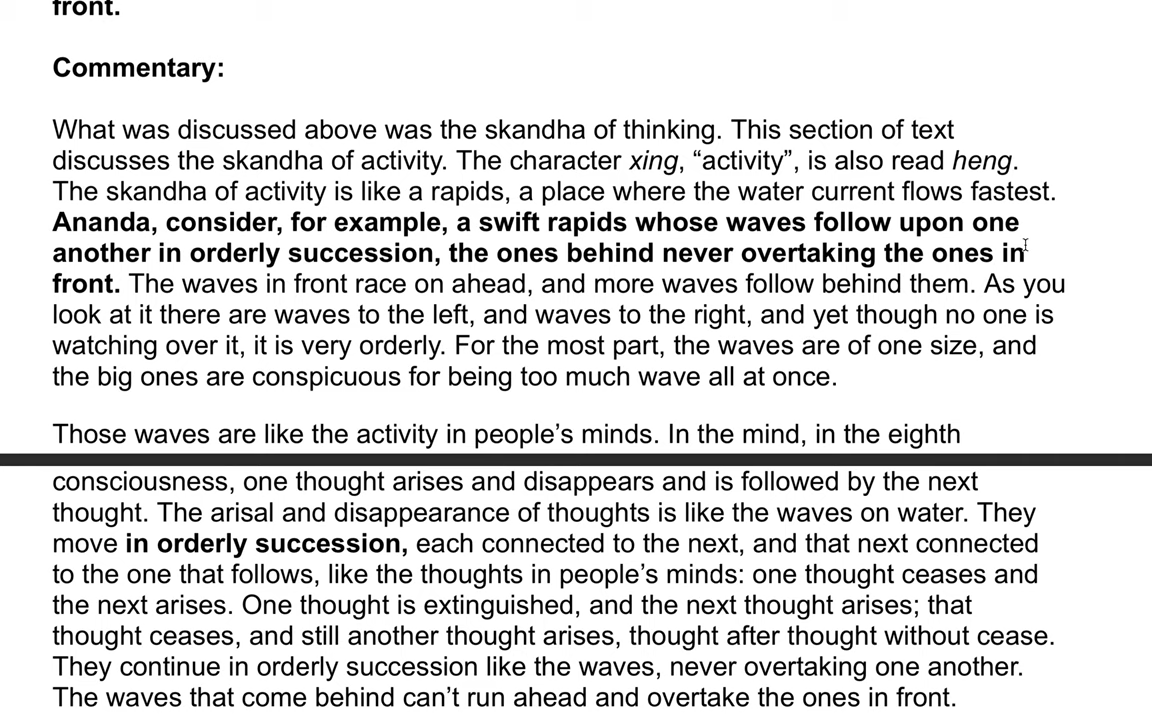 front.
Commentary:
What was discussed above was the skandha of thinking. This section of text
discusses the skandha of activity. The character xing, “activity”, is also read heng.
The skandha of activity is like a rapids, a place where the water current flows fastest.
Ananda, consider, for example, a swift rapids whose waves follow upon one
another in orderly succession, the ones behind never overtaking the ones in
front. The waves in front race on ahead, and more waves follow behind them. As you
look at it there are waves to the left, and waves to the right, and yet though no one is
watching over it, it is very orderly. For the most part, the waves are of one size, and
the big ones are conspicuous for being too much wave all at once.
Those waves are like the activity in people’s minds. In the mind, in the eighth
consciousness, one thought arises and disappears and is followed by the next
thought. The arisal and disappearance of thoughts is like the waves on water. They
move in orderly succession, each connected to the next, and that next connected
to the one that follows, like the thoughts in people’s minds: one thought ceases and
the next arises. One thought is extinguished, and the next thought arises; that
thought ceases, and still another thought arises, thought after thought without cease.
They continue in orderly succession like the waves, never overtaking one another.
The waves that come behind can’t run ahead and overtake the ones in front.